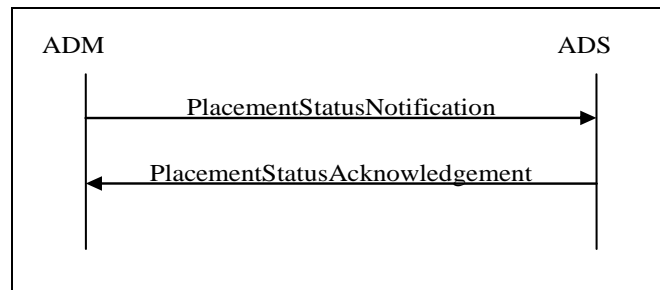 ADM
ADS
PlacementStatusNotification
PlacementStatusAcknowledgement